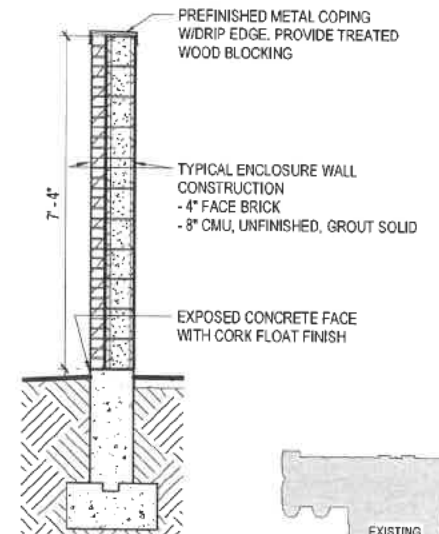 PREFINISHED METAL COPING
W/DRIP EDGE. PROVIDE TREATED
WOOD BLOCKING
7'-4"
TYPICAL ENCLOSURE WALL
CONSTRUCTION
- 4" FACE BRICK
- 8" CMU, UNFINISHED, GROUT SOLID
EXPOSED CONCRETE FACE
WITH CORK FLOAT FINISH
EXISTING